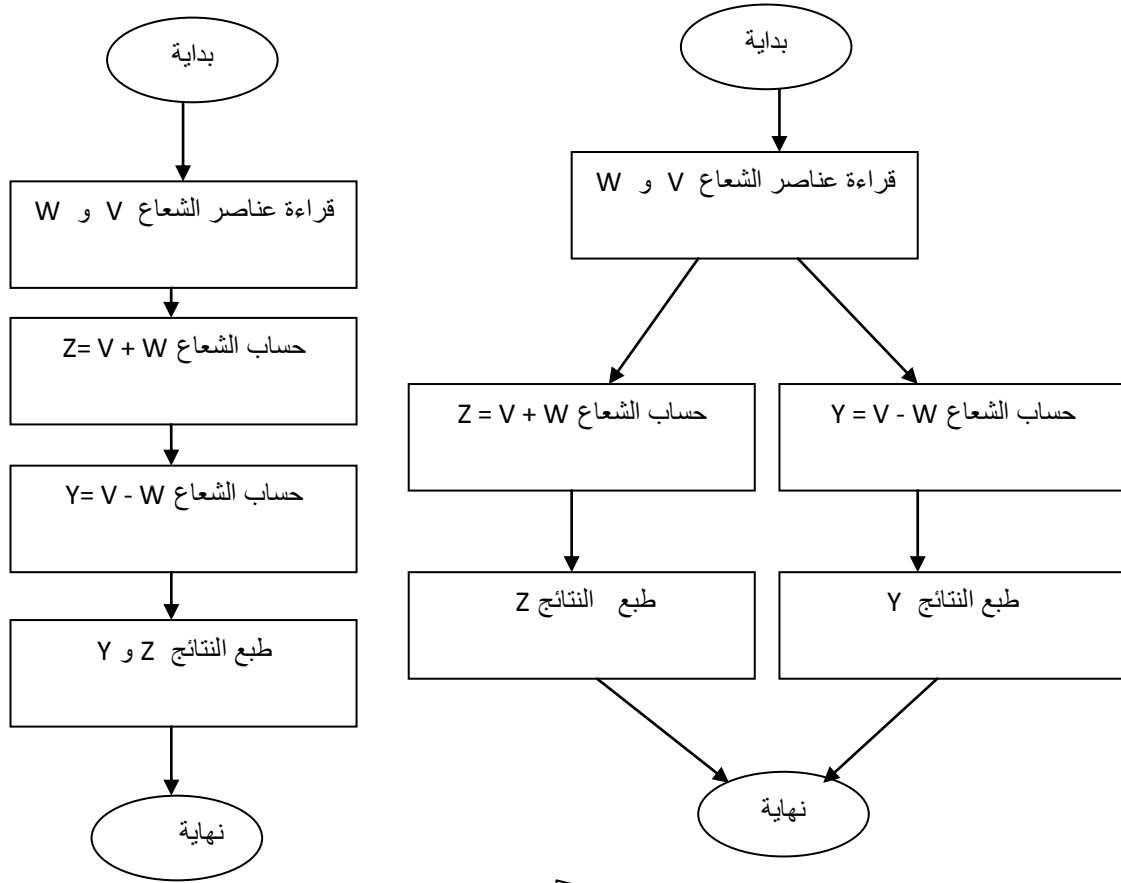 بداية
قراءة عناصر الشعاع V و W
حساب الشعاع Z= V + W
حساب الشعاع Y= V - W
طبع النتائج Z و Y
نهاية
بداية
قراءة عناصر الشعاع V و W
حساب الشعاع Z = V + W
حساب الشعاع Y = V - W
طبع النتائج Z
طبع النتائج Y
نهاية